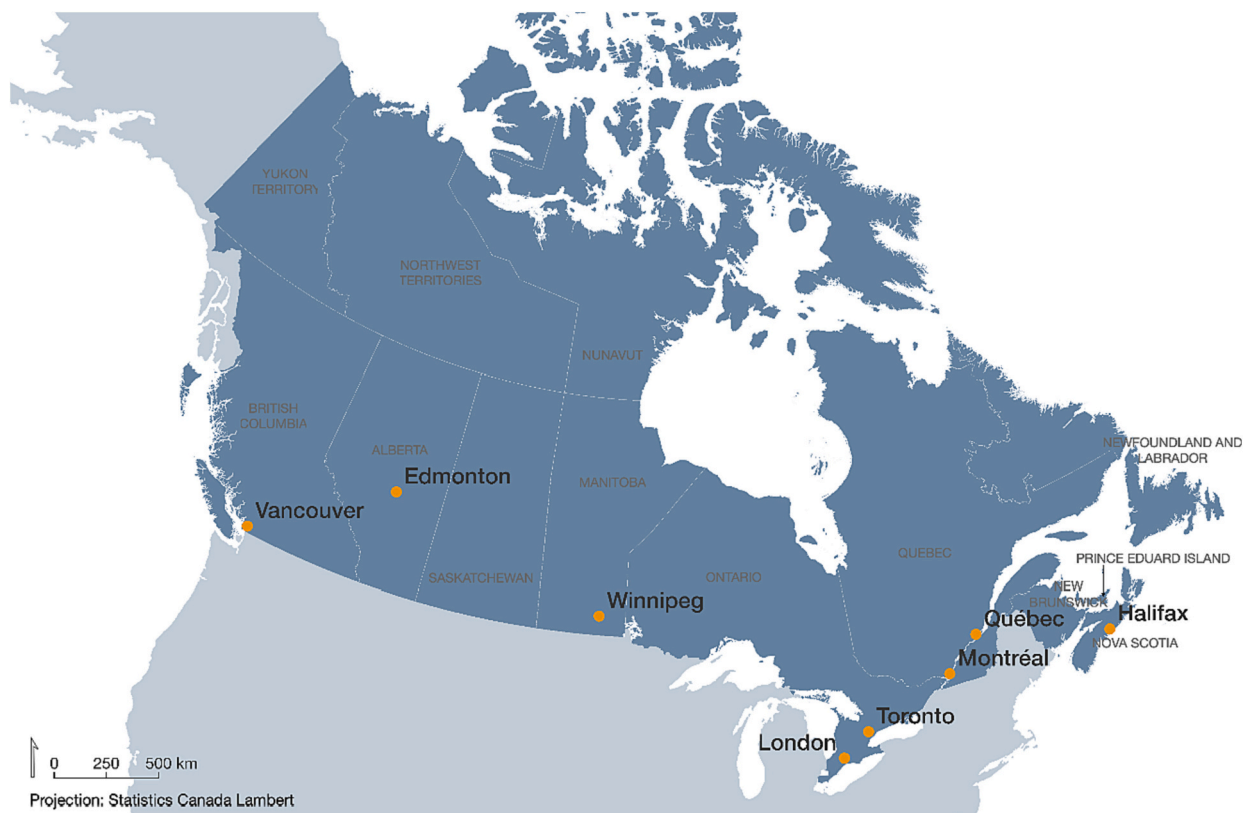 YUKON
TERRITORY
NORTHWEST
TERRITORIES
NUNAVUT
BRITISH
COLUMBIA
ALBERTA
Edmonton
MANITOBA
NEWFOUNDLAND AND
LABRADOR
Vancouver
SASKATCHEWAN
ONTARIO
QUEBEC
PRINCE EDUARD ISLAND
NEW
BRUNSWICK
Winnipeg
Québec
Halifax
NOVA SCOTIA
Montréal
Toronto
London
0 250 500 km
Projection: Statistics Canada Lambert